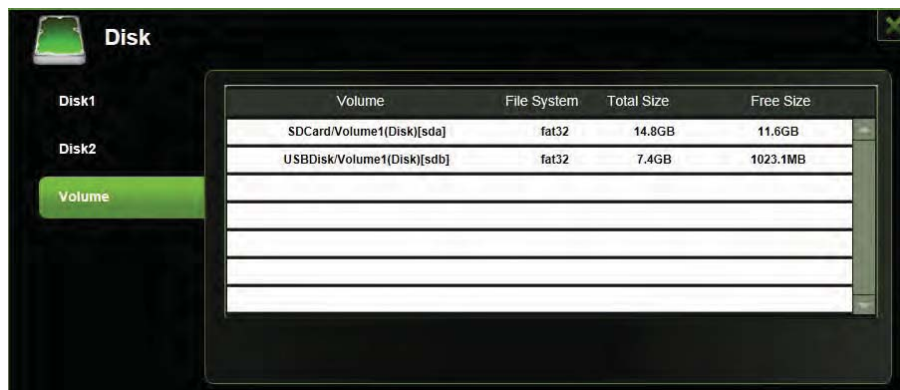 Disk
Disk1
Disk2
Volume
Volume File System Total Size Free Size
SDCard/Volume1(Disk)[sda] fat32 14.8GB 11.6GB
USBDisk/Volume1(Disk)[sdb] fat32 7.4GB 1023.1MB